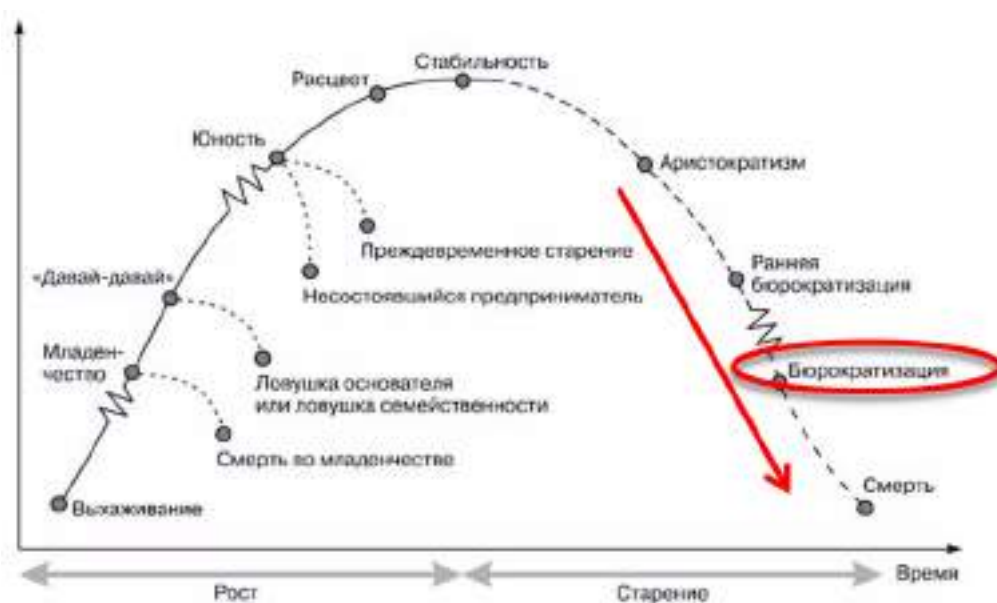 Стабильность
Расцвет
Юность
Аристократизм
Преждевременное старение
«Давай-давай»
Несостоявшийся предприниматель
Ранняя
бюрократизация
Младен-
чество
Ловушка основателя
или ловушка семейственности
Бюрократизация
Смерть во младенчестве
Выхаживание
Смерть
Время
Рост
Старение